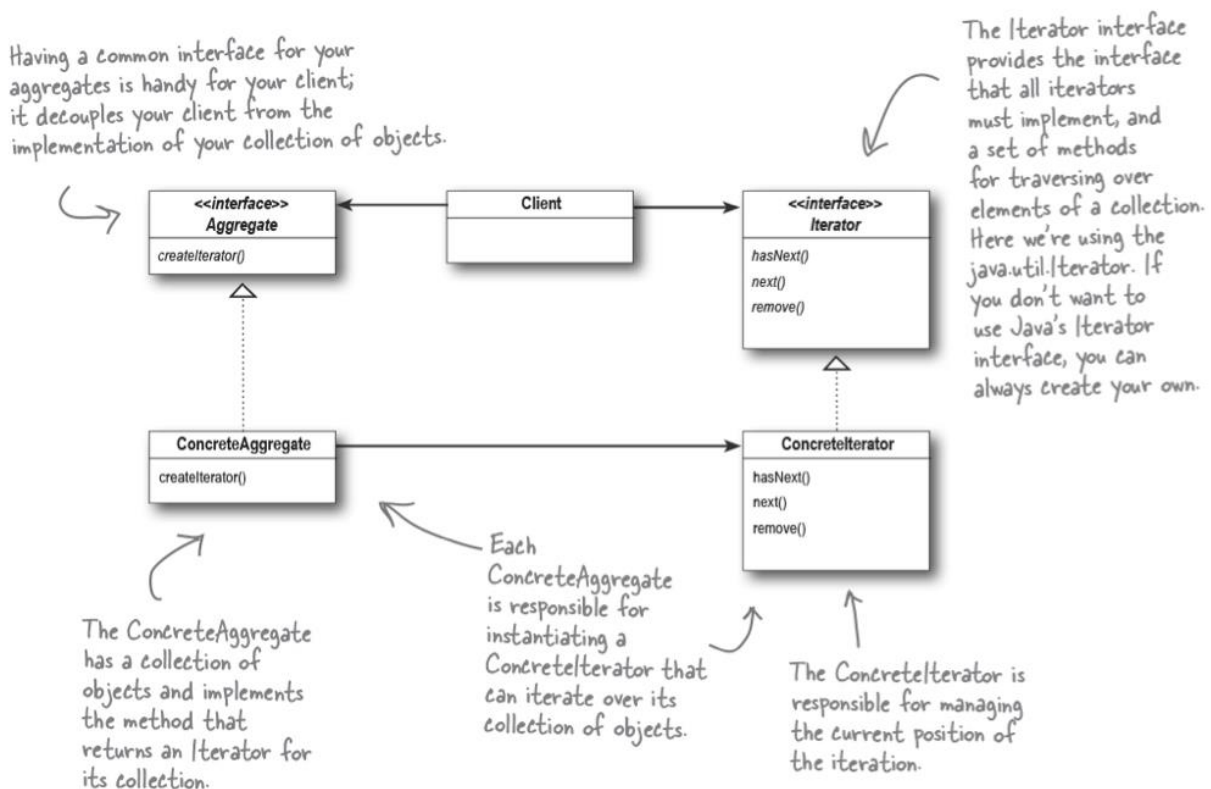 Having a common interface for your
aggregates is handy for your client;
it decouples your client from the
implementation of your collection of objects.
The Iterator interface
provides the interface
that all iterators
must implement, and
a set of methods
for traversing over
elements of a collection.
Here we're using the
java.util.Iterator. If
you don't want to
use Java's Iterator
interface, you can
always create your own.
<<interface>>
Aggregate
createIterator()
Client
<<interface>>
Iterator
hasNext()
next()
remove()
ConcreteAggregate
createIterator()
ConcreteIterator
hasNext()
next()
remove()
The ConcreteAggregate
has a collection of
objects and implements
the method that
returns an Iterator for
its collection.
Each
ConcreteAggregate
is responsible for
instantiating a
ConcreteIterator that
can iterate over its
collection of objects.
The ConcreteIterator is
responsible for managing
the current position of
the iteration.